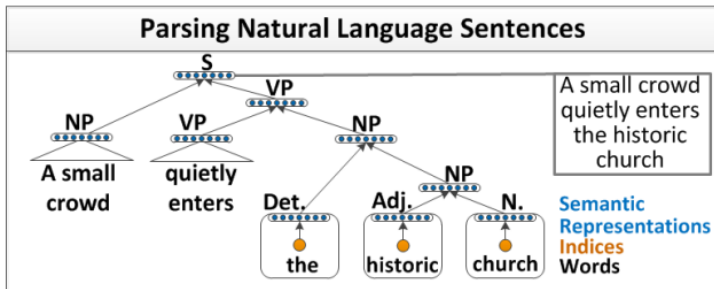 Parsing Natural Language Sentences
S
VP
NP
VP
NP
NP
A small
crowd
quietly
enters
Det.
Adj.
N.
the
historic
church
A small crowd
quietly enters
the historic
church
Semantic
Representations
Indices
Words